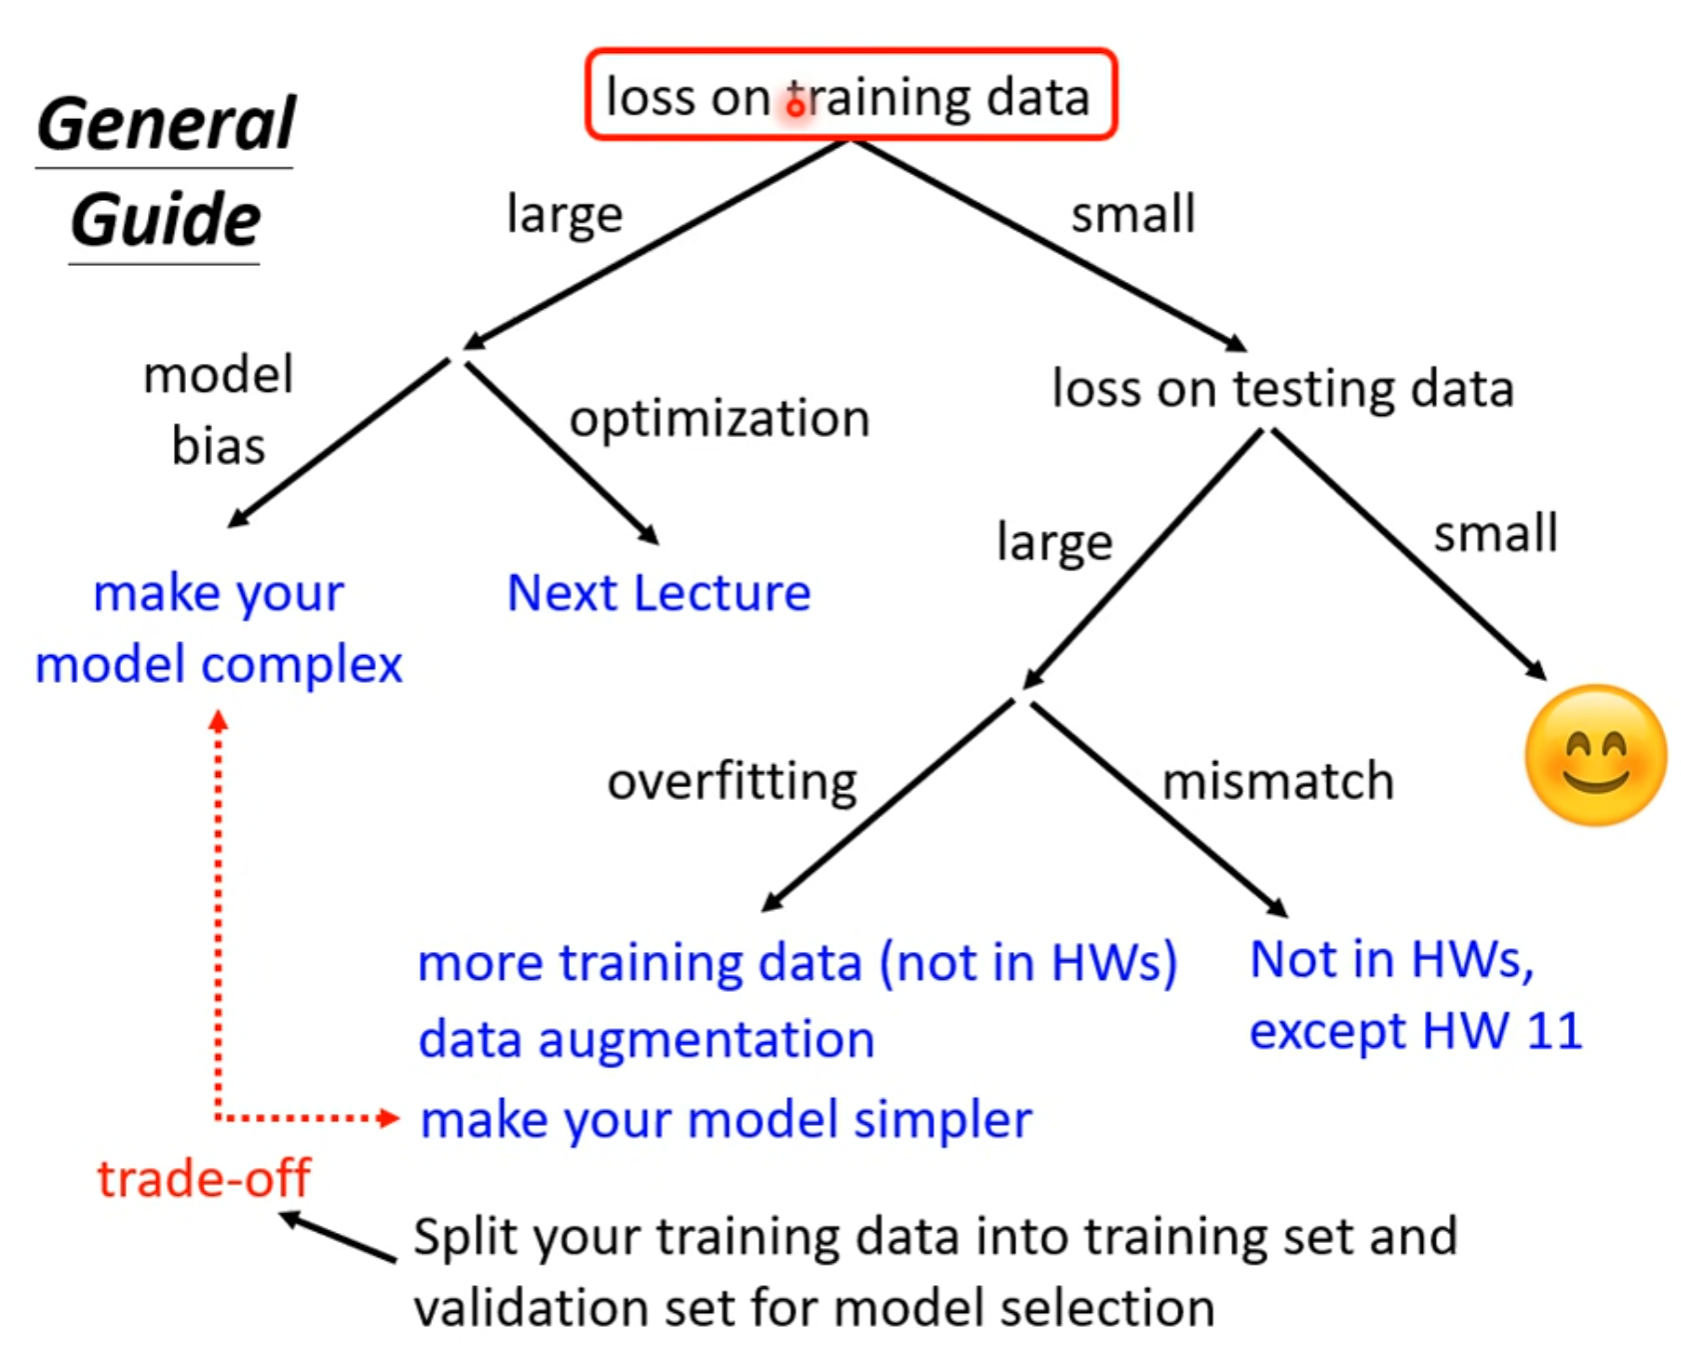 General
Guide
loss on training data
large
small
model
bias
optimization
loss on testing data
make your
model complex
Next Lecture
large
small
overfitting
mismatch
more training data (not in HWs)
data augmentation
make your model simpler
Not in HWs,
except HW 11
trade-off
Split your training data into training set and
validation set for model selection